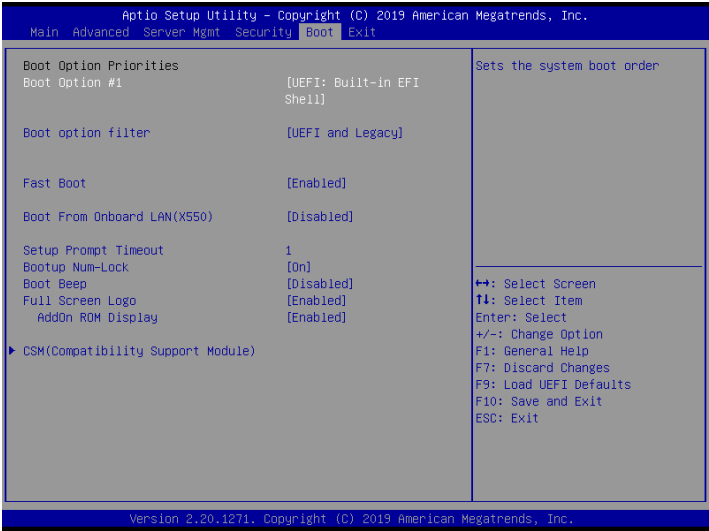 Aptio Setup Utility – Copyright (C) 2019 American Megatrends, Inc.
Main Advanced Server Mgmt Security Boot Exit
Boot Option Priorities
Boot Option #1 [UEFI: Built-in EFI
Shell]
Boot option filter [UEFI and Legacy]
Fast Boot [Enabled]
Boot From Onboard LAN(X550) [Disabled]
Setup Prompt Timeout 1
Bootup Num-Lock [On]
Boot Beep [Disabled]
Full Screen Logo [Enabled]
AddOn ROM Display [Enabled]
CSM(Compatibility Support Module)
Sets the system boot order
↔: Select Screen
↑↓: Select Item
Enter: Select
+/-: Change Option
F1: General Help
F7: Discard Changes
F9: Load UEFI Defaults
F10: Save and Exit
ESC: Exit
Version 2.20.1271. Copyright (C) 2019 American Megatrends, Inc.